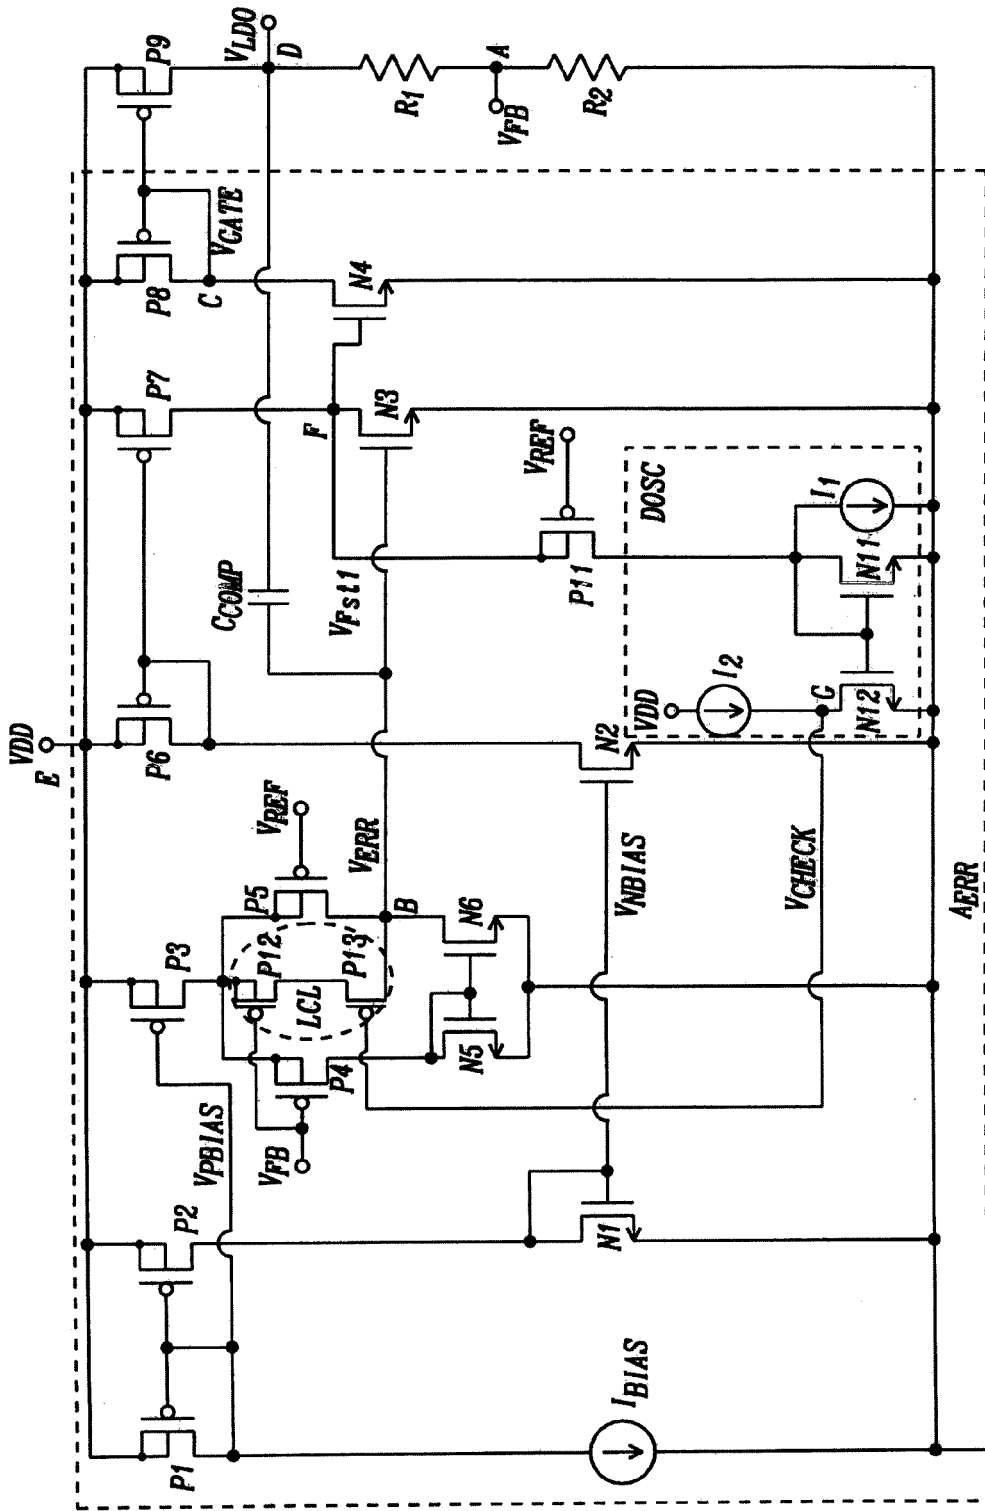 VDD
E
P1
P2
P3
P6
P7
P8
P9
VPBIAS
VGATE
C
VLDO
D
VFB
P4
P12
P5
VREF
LCL
P13'
VERR
B
CCOMP
VFst1
F
N3
N4
R1
A
VFB
R2
N5
N6
VREF
P11
N1
VNBIAS
N2
DOSC
VDD
I2
I1
G
N12
N11
VCHECK
IBIAS
AERR